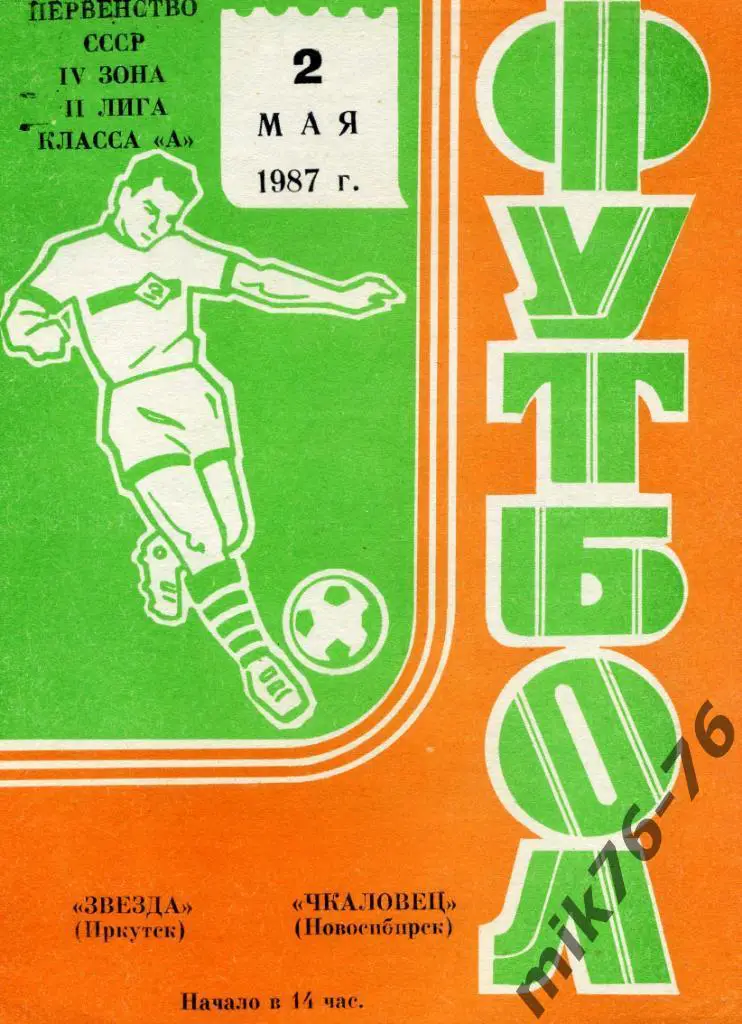 ПЕРВЕНСТВО
СССР
IV ЗОНА
II ЛИГА
КЛАССА «А»
2
МАЯ
1987 г.
З
ФУТБОЛ
«ЗВЕЗДА»
(Иркутск)
«ЧКАЛОВЕЦ»
(Новосибирск)
Начало в 14 час.
mik76-76